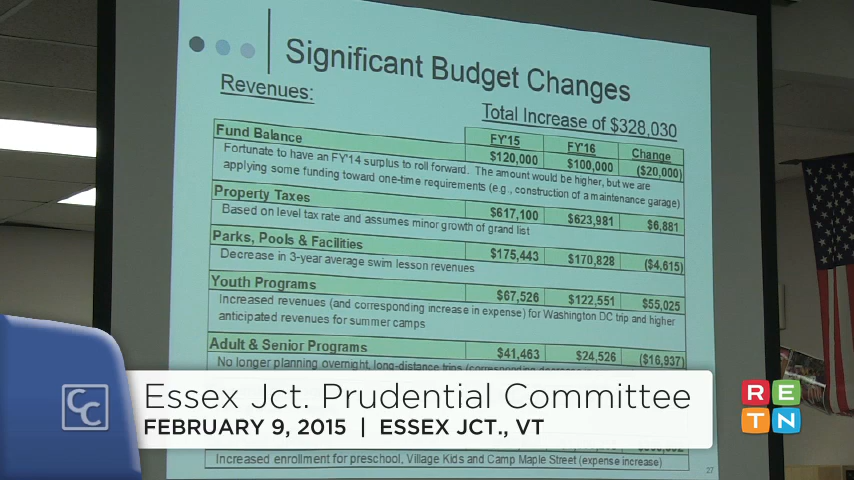 Significant Budget Changes
Revenues:
Total Increase of $328,030
Fund Balance FY'15 FY'16 Change
$120,000 $100,000 ($20,000)
Fortunate to have an FY'14 surplus to roll forward. The amount would be higher, but we are
applying some funding toward one-time requirements (e.g., construction of a maintenance garage)
Property Taxes $617,100 $623,981 $6,881
Based on level tax rate and assumes minor growth of grand list
Parks, Pools & Facilities $175,443 $170,828 ($4,615)
Decrease in 3-year average swim lesson revenues
Youth Programs $67,526 $122,551 $55,025
Increased revenues (and corresponding increase in expense) for Washington DC trip and higher
anticipated revenues for summer camps
Adult & Senior Programs $41,463 $24,526 ($16,937)
No longer planning overnight, long-distance trips (corresponding
Increased enrollment for preschool, Village Kids and Camp Maple Street (expense increase)
27
CC
Essex Jct. Prudential Committee
FEBRUARY 9, 2015 | ESSEX JCT., VT
RE
TN